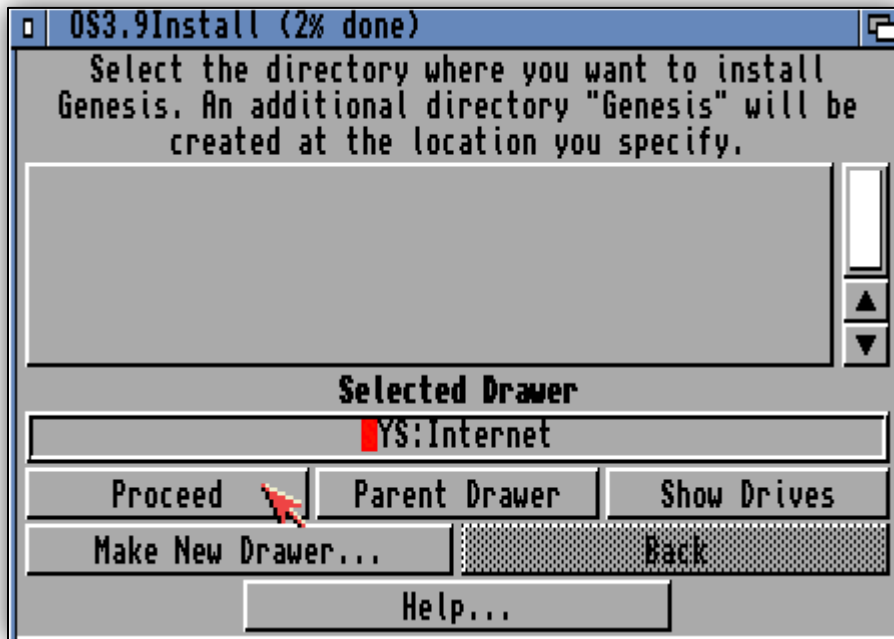 OS3.9Install (2% done)
Select the directory where you want to install
Genesis. An additional directory "Genesis" will be
created at the location you specify.
Selected Drawer
YS:Internet
Proceed
Parent Drawer
Show Drives
Make New Drawer...
Back
Help...